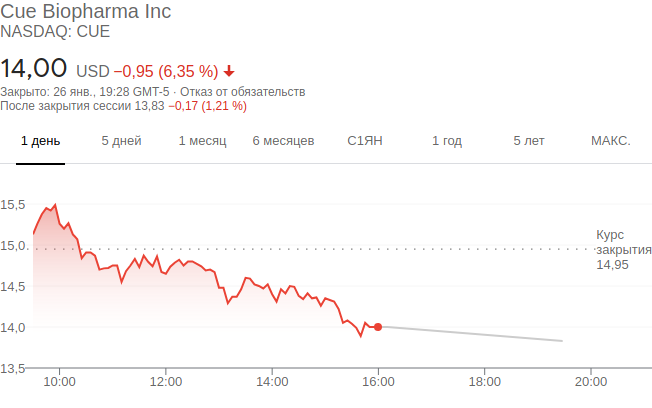 Cue Biopharma Inc
NASDAQ: CUE
14,00 USD −0,95 (6,35 %)
Закрыто: 26 янв., 19:28 GMT-5 · Отказ от обязательств
После закрытия сессии 13,83 −0,17 (1,21 %)
1 день 5 дней 1 месяц 6 месяцев С1ЯН 1 год 5 лет МАКС.
15,5
15,0
14,5
14,0
13,5
Курс
закрытия
14,95
10:00 12:00 14:00 16:00 18:00 20:00